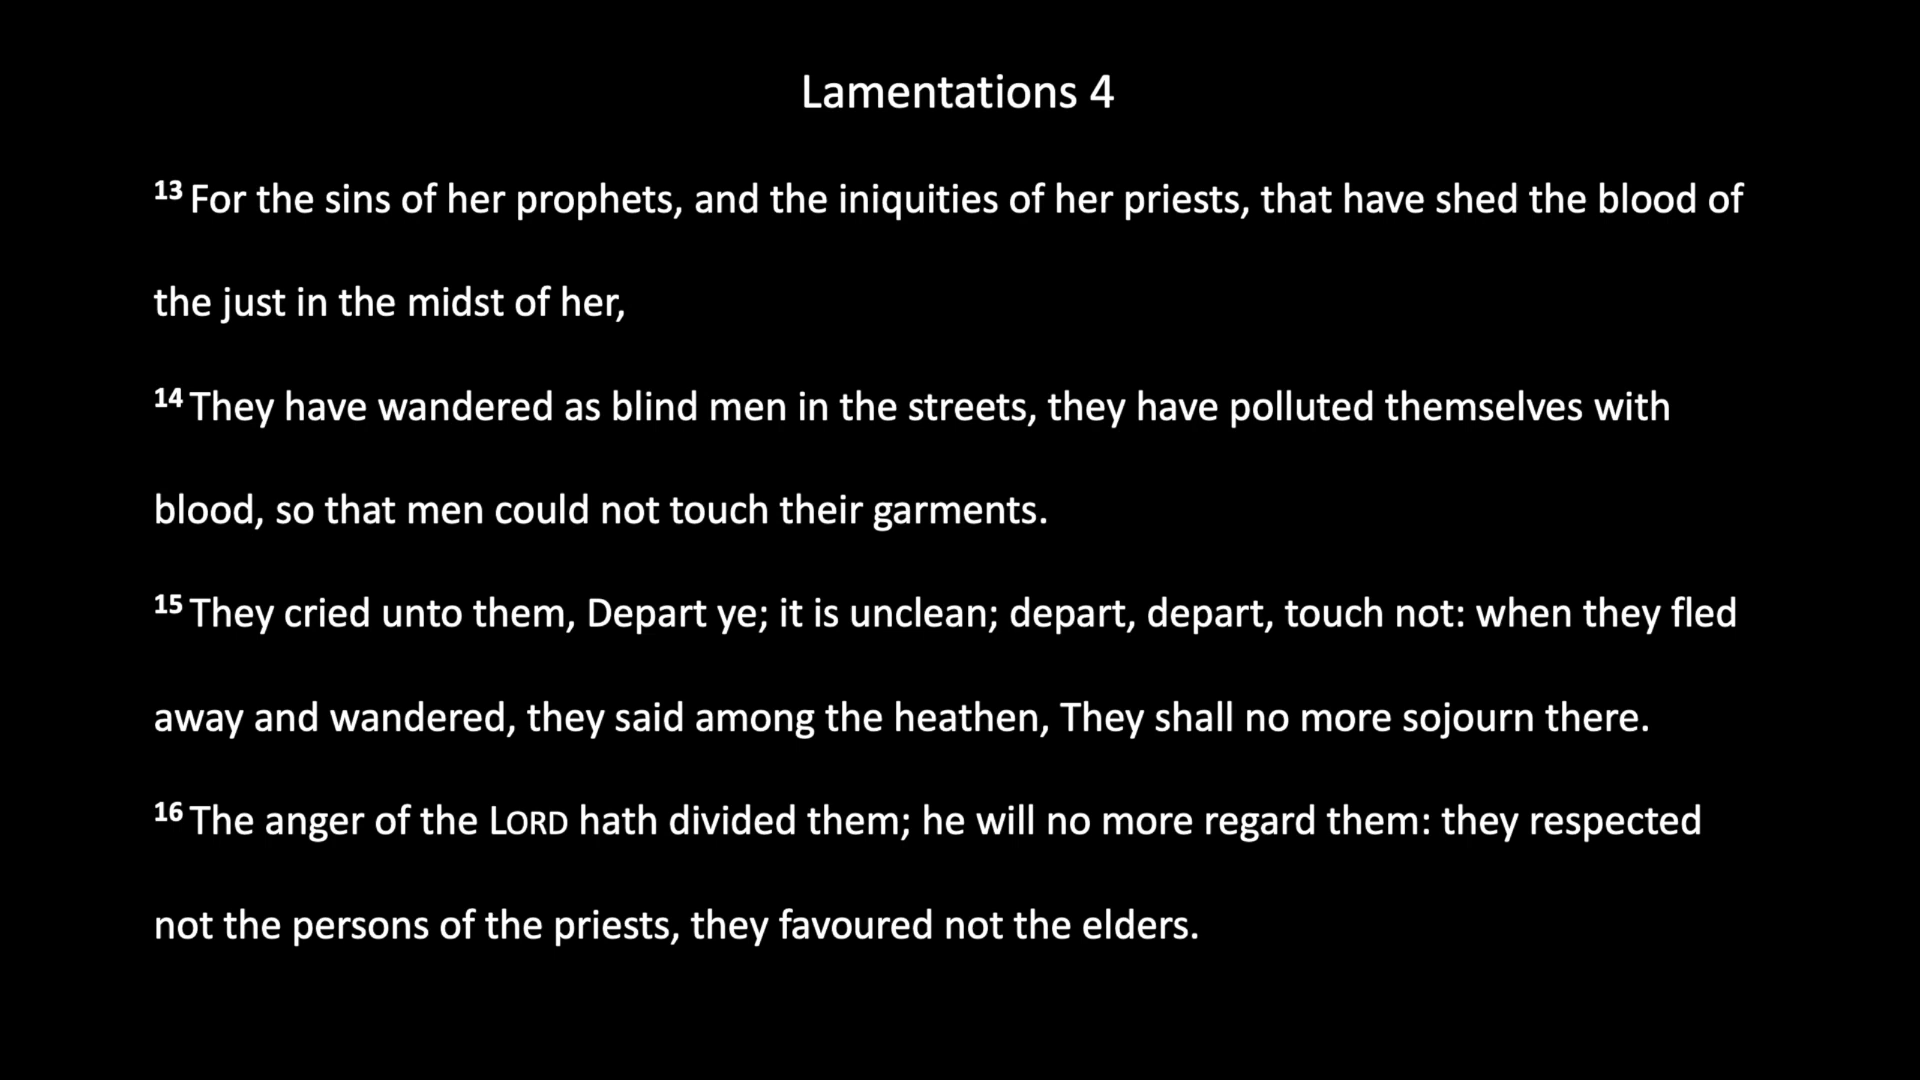 Lamentations 4
13 For the sins of her prophets, and the iniquities of her priests, that have shed the blood of
the just in the midst of her,
14 They have wandered as blind men in the streets, they have polluted themselves with
blood, so that men could not touch their garments.
15 They cried unto them, Depart ye; it is unclean; depart, depart, touch not: when they fled
away and wandered, they said among the heathen, They shall no more sojourn there.
16 The anger of the LORD hath divided them; he will no more regard them: they respected
not the persons of the priests, they favoured not the elders.